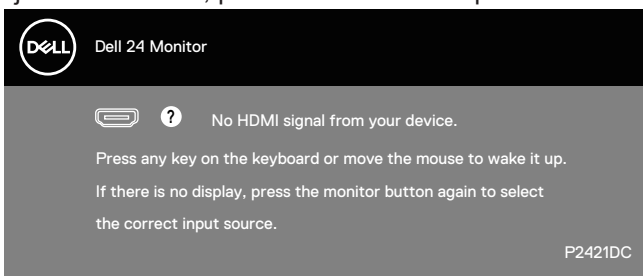 DELL
Dell 24 Monitor
? No HDMI signal from your device.
Press any key on the keyboard or move the mouse to wake it up.
If there is no display, press the monitor button again to select
the correct input source.
P2421DC